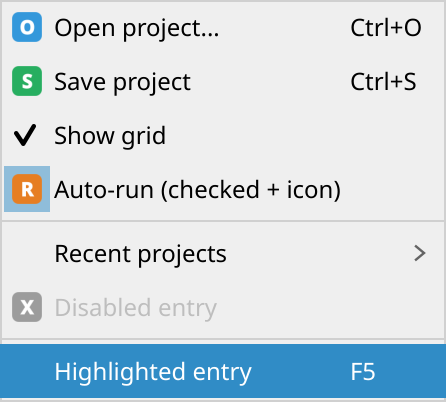 O Open project... Ctrl+O
S Save project Ctrl+S
Show grid
R Auto-run (checked + icon)
Recent projects
X Disabled entry
Highlighted entry F5